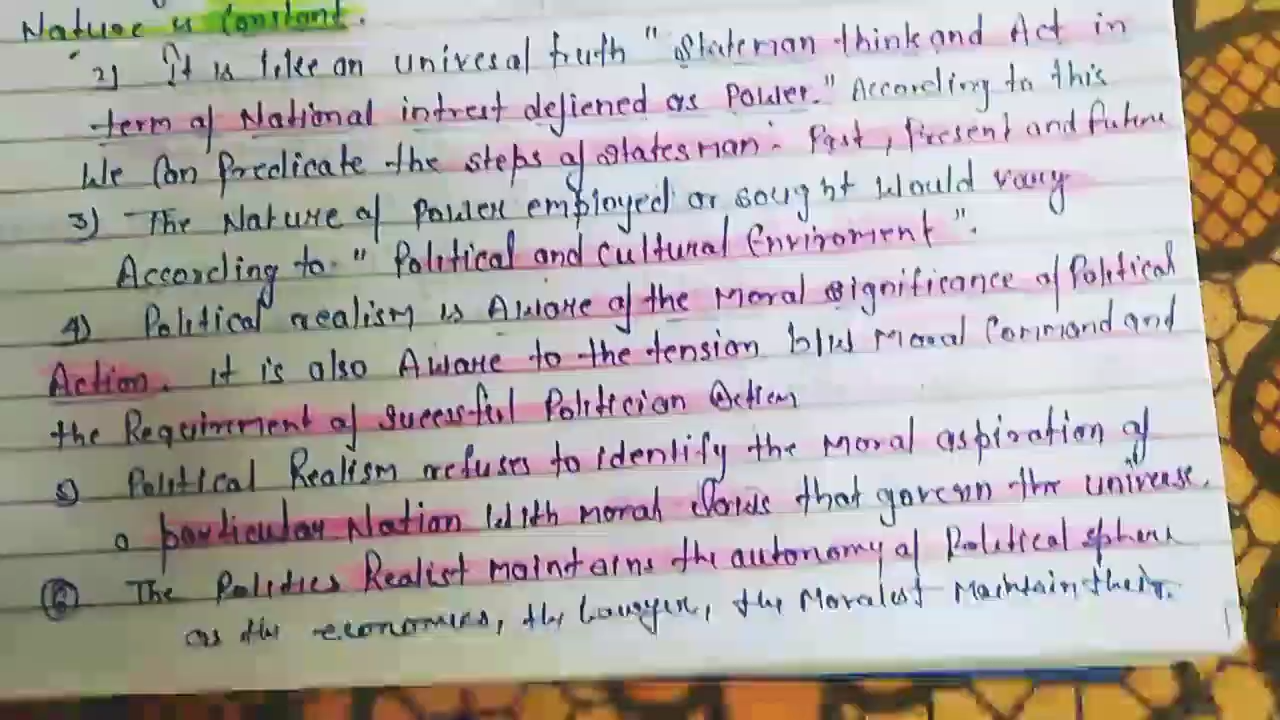 Nature is Constant.
2) It is like an univesal truth "Stateman think and Act in
term of National intrest defiened as Power." According to this
We Can Predicate the steps of statesman. Past, Present and future
3) The Nature of Power employed or sought Would vary
According to "Political and cultural Enviroment".
4) Political realism is Aware of the Moral significance of Political
Action. it is also Aware to the tension b/w Moral Command and
the Requirement of sucessful Politician Action
5) Political Realism refuses to identify the Moral aspiration of
a particular Nation With moral that govern the universe.
6 The Politics Realist maintains the autonomy of Political sphere
as the economics, the lawyer, the Moralest Maintain their.